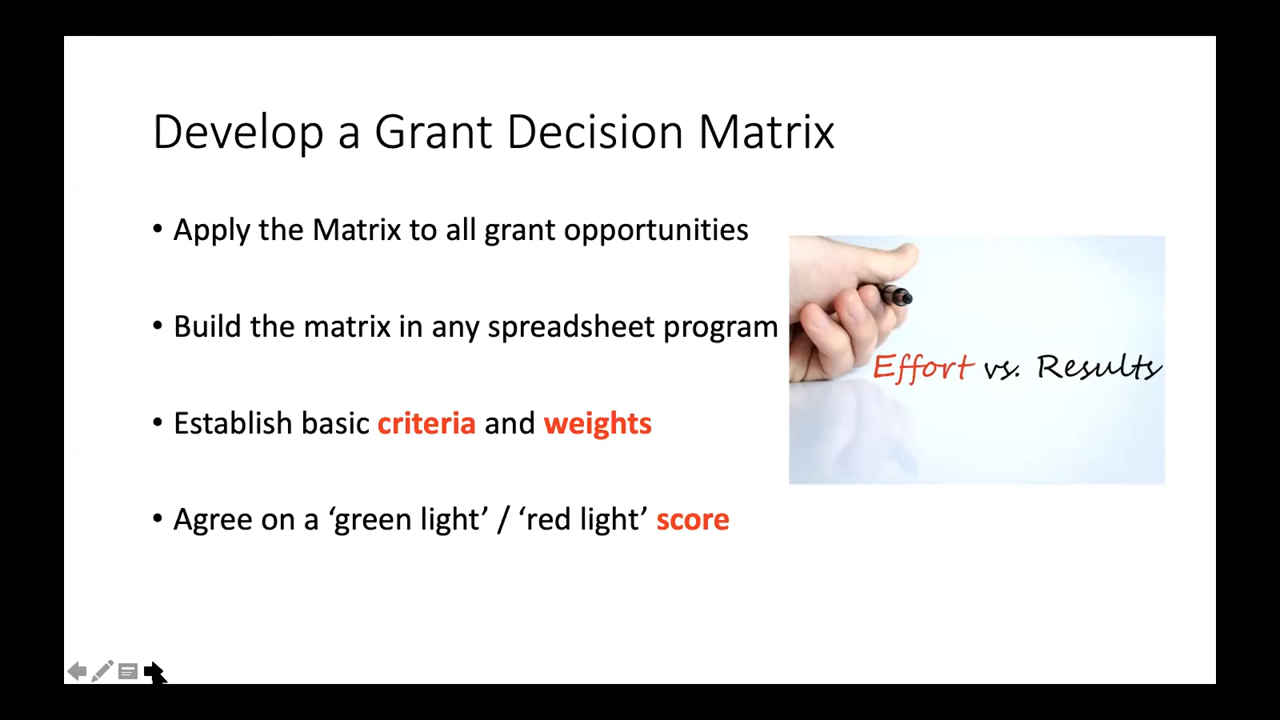 Develop a Grant Decision Matrix
• Apply the Matrix to all grant opportunities
• Build the matrix in any spreadsheet program
• Establish basic criteria and weights
• Agree on a ‘green light’ / ‘red light’ score
Effort vs. Results